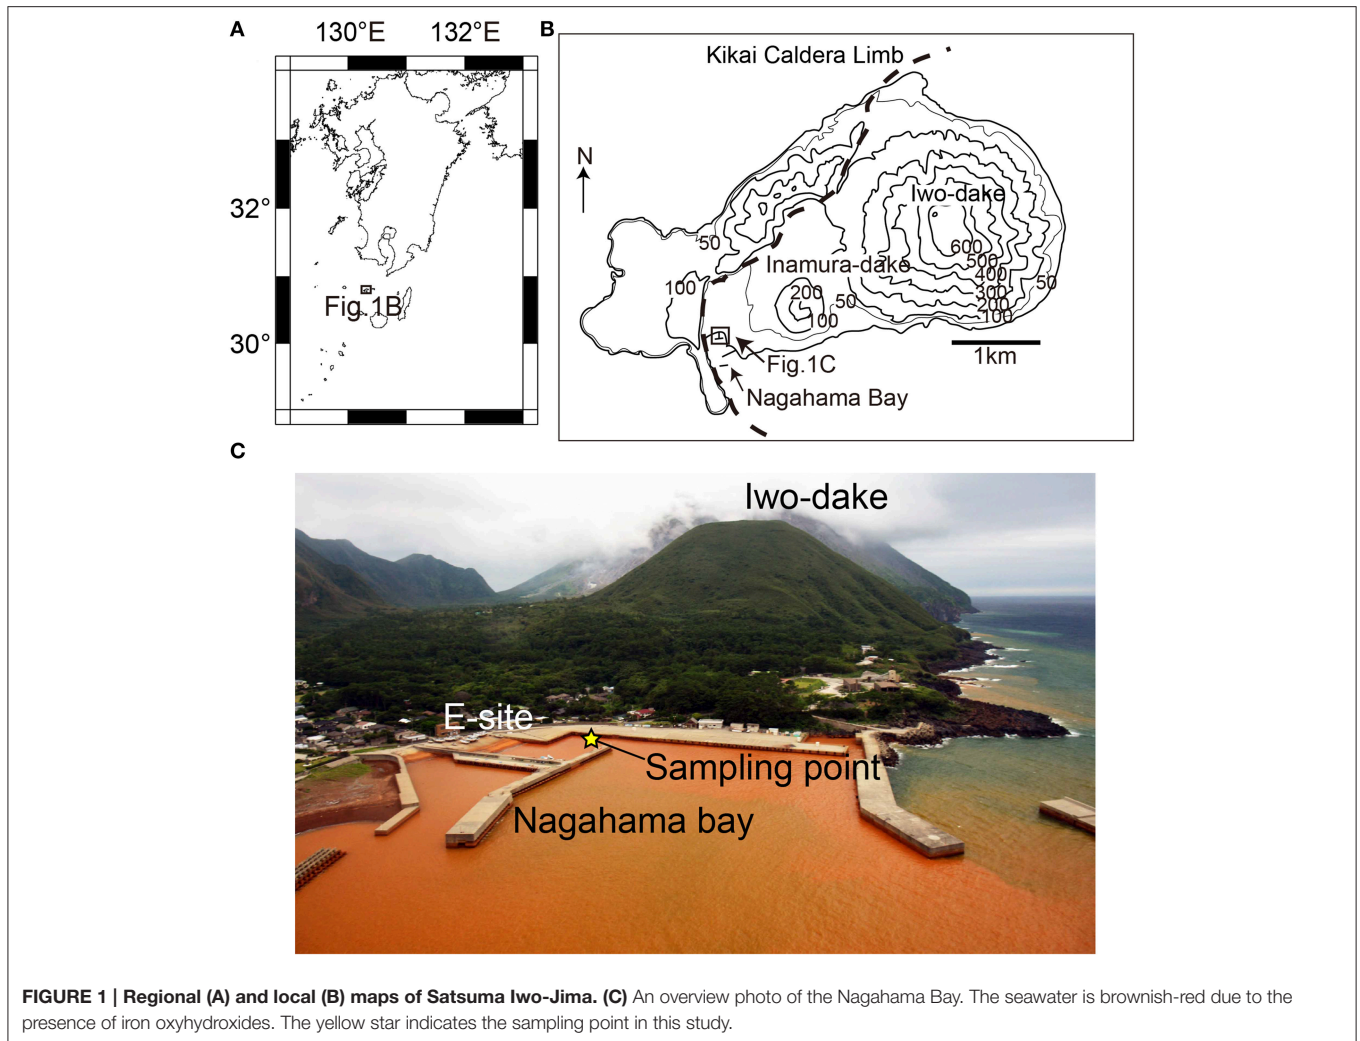 A
130°E 132°E
32°
30°
Fig.1B
B
Kikai Caldera Limb
N
Iwo-dake
50
Inamura-dake
600
500
400
300
200
100
50
100
200
50
100
1km
Fig.1C
Nagahama Bay
C
Iwo-dake
E-site
Sampling point
Nagahama bay
FIGURE 1 | Regional (A) and local (B) maps of Satsuma Iwo-Jima. (C) An overview photo of the Nagahama Bay. The seawater is brownish-red due to the
presence of iron oxyhydroxides. The yellow star indicates the sampling point in this study.